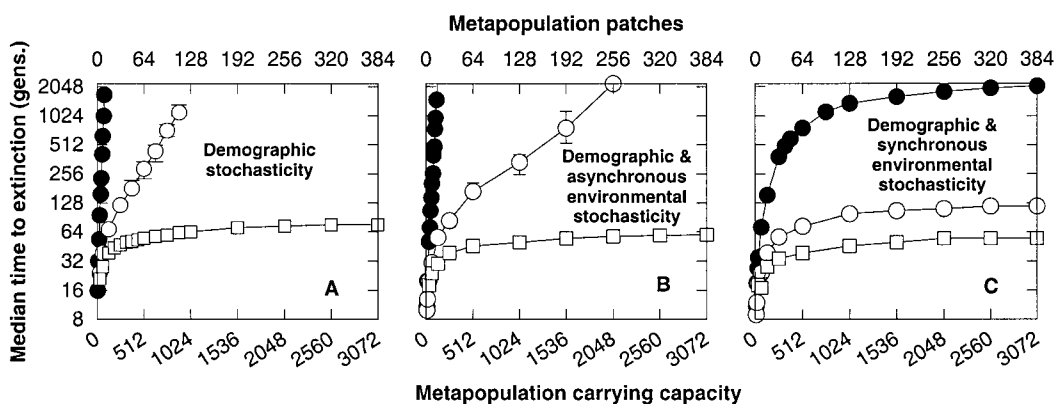 Metapopulation patches
0 64 128 192 256 320 384
0 64 128 192 256 320 384
0 64 128 192 256 320 384
Median time to extinction (gens.)
2048
1024
512
256
128
64
32
16
8
Demographic
stochasticity
A
Demographic &
asynchronous
environmental
stochasticity
B
Demographic &
synchronous
environmental
stochasticity
C
0 512 1024 1536 2048 2560 3072
0 512 1024 1536 2048 2560 3072
0 512 1024 1536 2048 2560 3072
Metapopulation carrying capacity